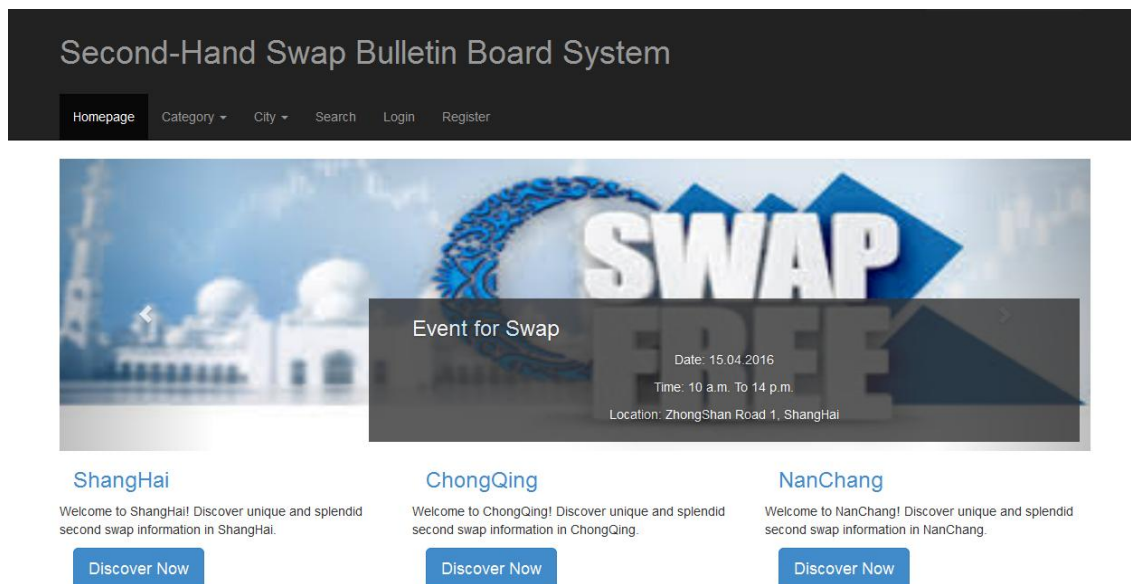 Second-Hand Swap Bulletin Board System
Homepage Category City Search Login Register
SWAP
FREE
Event for Swap
Date: 15.04.2016
Time: 10 a.m. To 14 p.m.
Location: ZhongShan Road 1, ShangHai
ShangHai
Welcome to ShangHai! Discover unique and splendid
second swap information in ShangHai.
Discover Now
ChongQing
Welcome to ChongQing! Discover unique and splendid
second swap information in ChongQing.
Discover Now
NanChang
Welcome to NanChang! Discover unique and splendid
second swap information in NanChang.
Discover Now